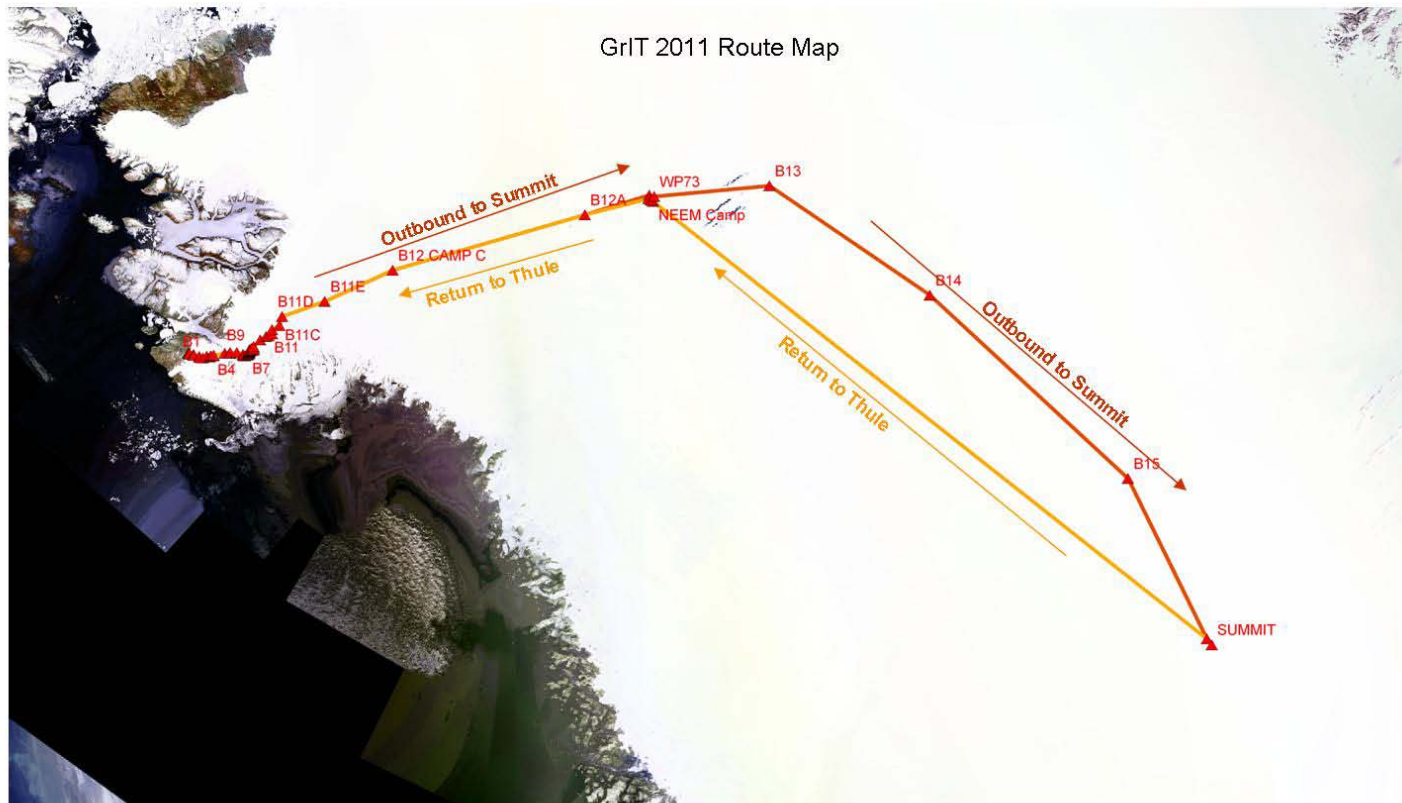 GrIT 2011 Route Map
B13
WP73
Outbound to Summit
B12A
NEEM Camp
B12 CAMP C
Return to Thule
B11E
B14
B11D
Outbound to Summit
B11C
B9
B1
B11
B4
B7
Return to Thule
B15
SUMMIT